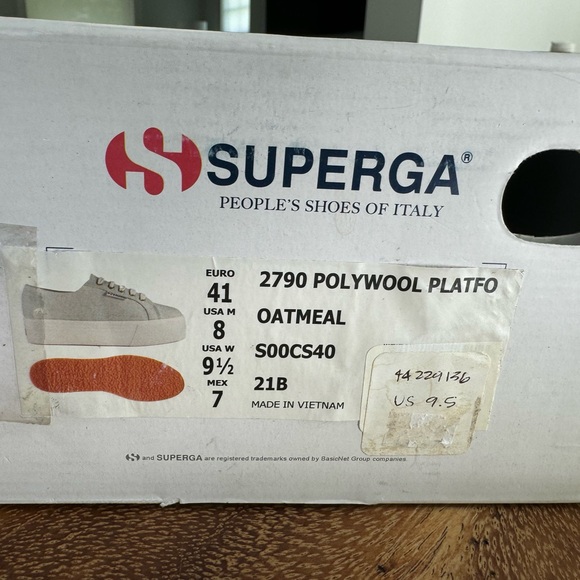 SUPERGA®
PEOPLE'S SHOES OF ITALY
EURO
41
USA M
8
USA W
9½
MEX
7
2790 POLYWOOL PLATFO
OATMEAL
S00CS40
21B
MADE IN VIETNAM
44229136
US 9.5
and SUPERGA are registered trademarks owned by BasicNet Group companies.